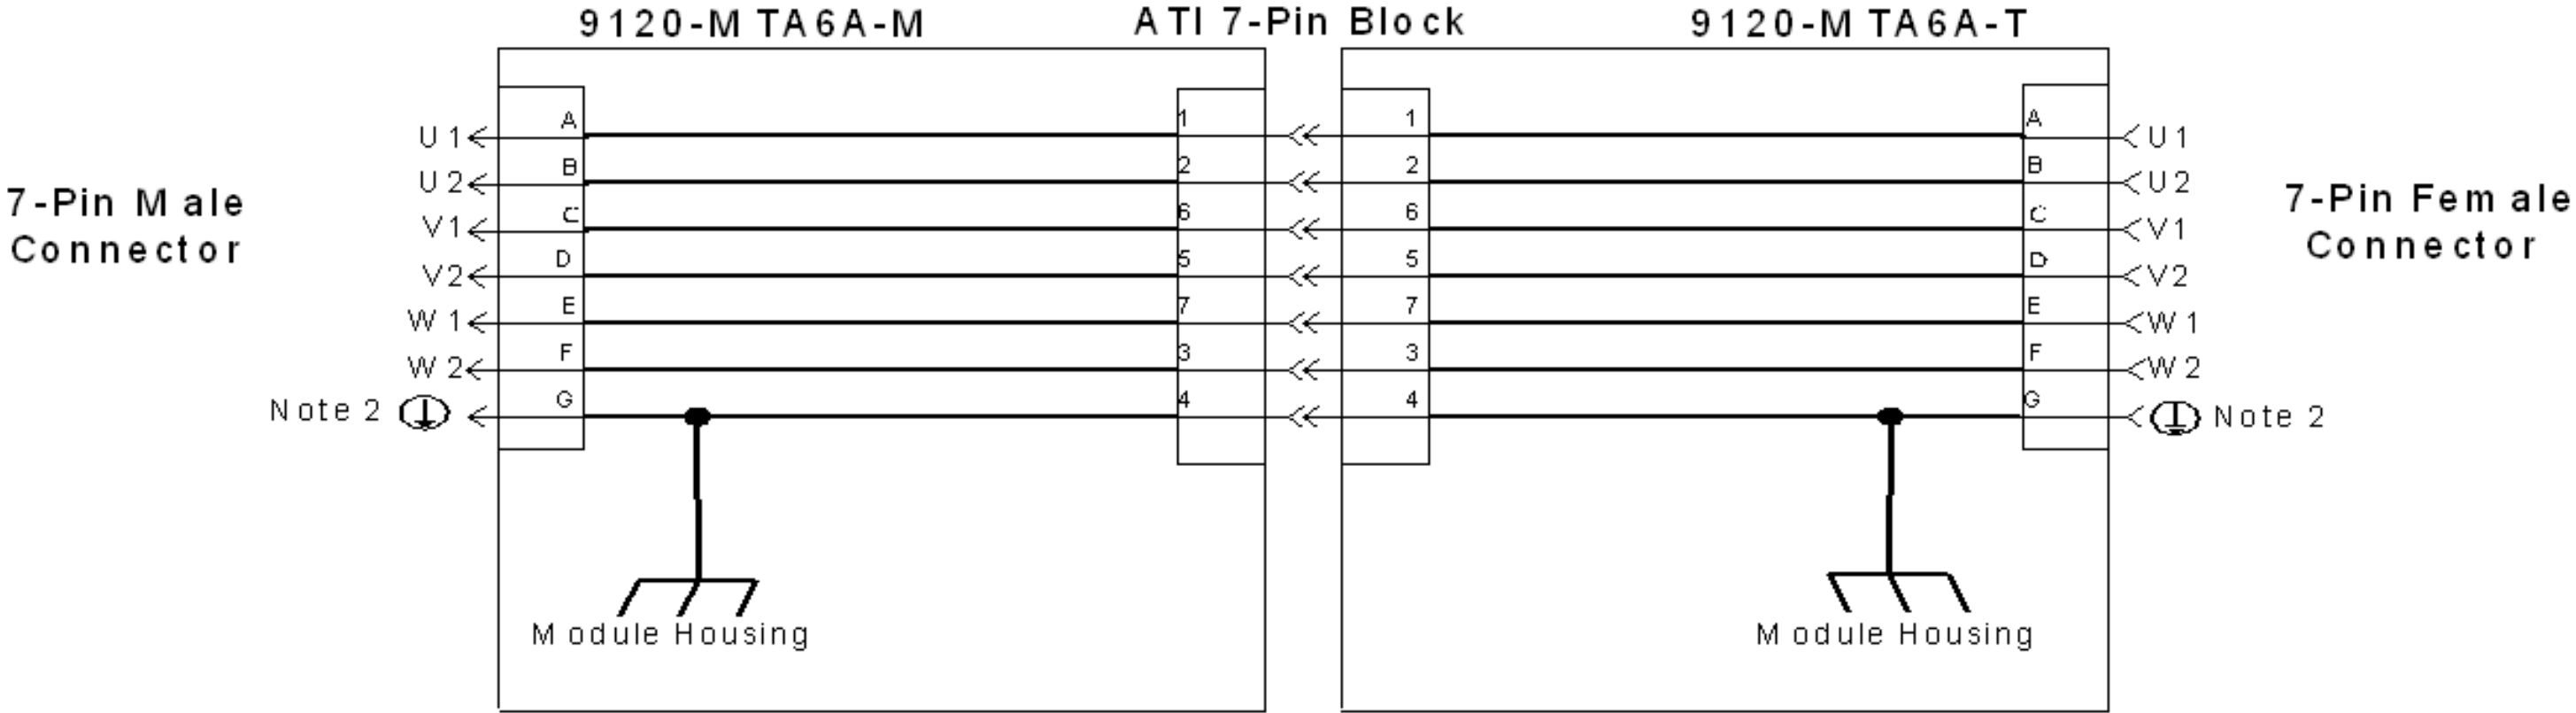 9120-M TA6A-M ATI 7-Pin Block 9120-M TA6A-T
7-Pin Male
Connector
U1 A 1 1 A U1
U2 B 2 2 B U2
V1 C 6 6 C V1
V2 D 5 5 D V2
W1 E 7 7 E W1
W2 F 3 3 F W2
Note 2 G 4 4 G Note 2
7-Pin Female
Connector
Module Housing
Module Housing